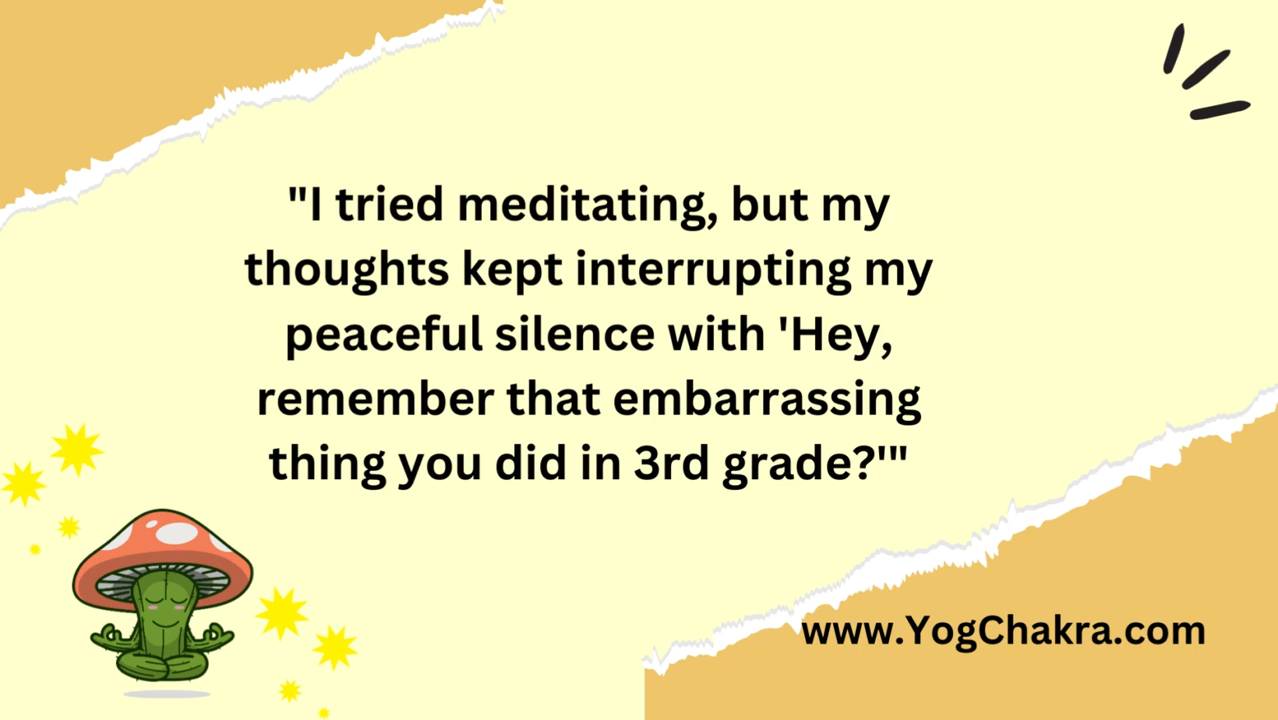 "I tried meditating, but my
thoughts kept interrupting my
peaceful silence with 'Hey,
remember that embarrassing
thing you did in 3rd grade?'"
www.YogChakra.com